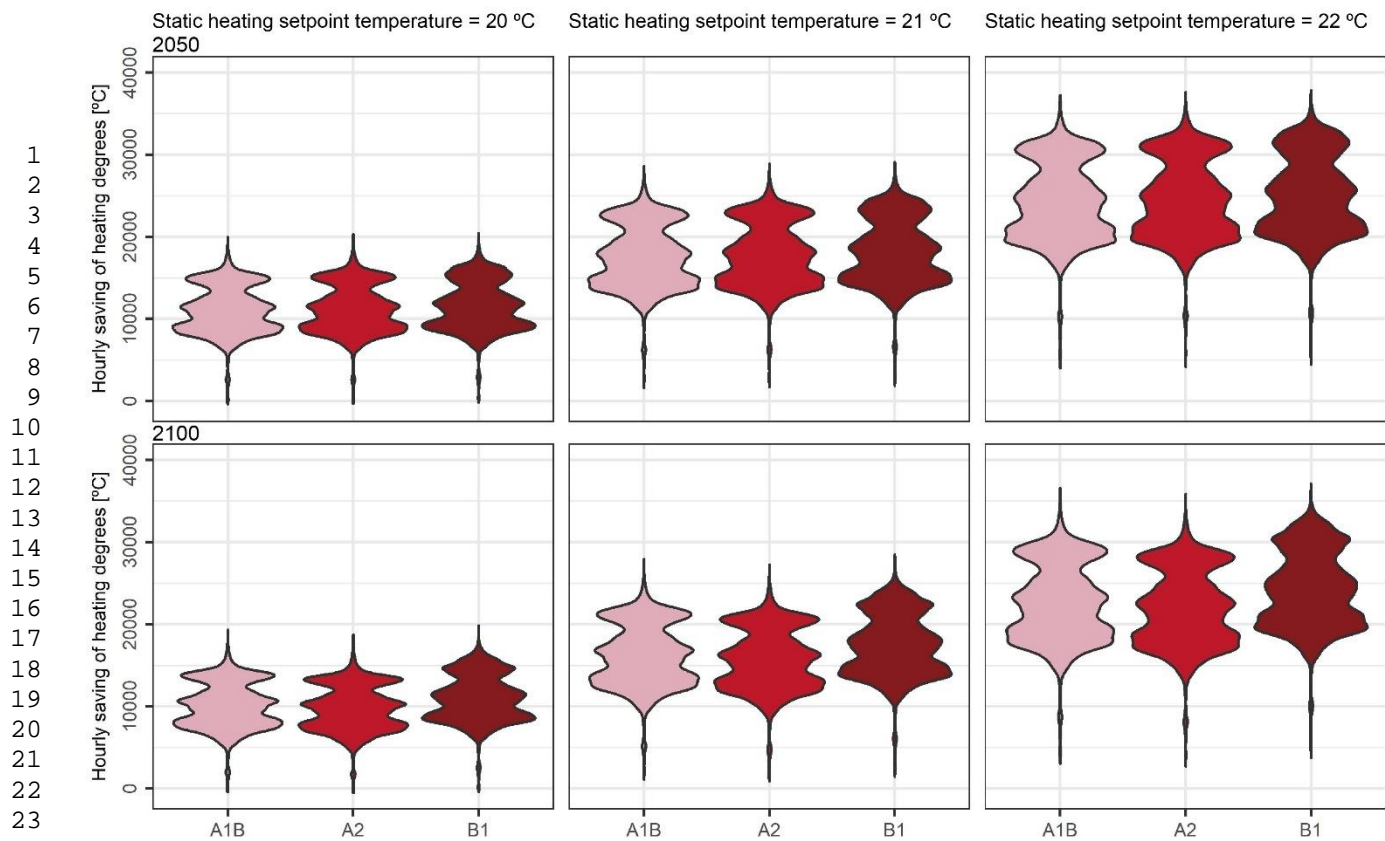 Static heating setpoint temperature = 20 ºC
Static heating setpoint temperature = 21 ºC
Static heating setpoint temperature = 22 ºC
2050
Hourly saving of heating degrees [ºC]
40000
30000
20000
10000
0
2100
Hourly saving of heating degrees [ºC]
40000
30000
20000
10000
0
A1B
A2
B1
A1B
A2
B1
A1B
A2
B1
1
2
3
4
5
6
7
8
9
10
11
12
13
14
15
16
17
18
19
20
21
22
23